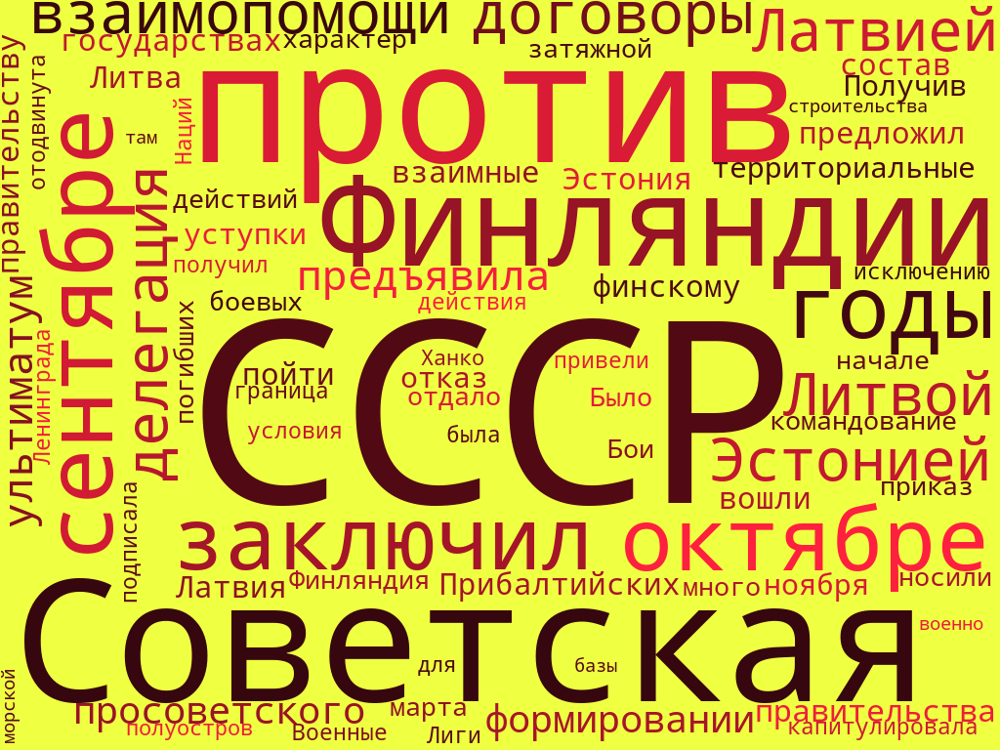 взаимопомощи договоры
Латвией
государствах
характер
затяжной
состав
Литва
Получив
строительства
правительству
отодвинута
против
Наций
там
предложил
территориальные
взаимные
Эстония
действий
Финляндии
сентябре
делегация
уступки
получил
предъявила
исключению
финскому
боевых
действия
годы
ультиматум
Ленинграда
погибших
СССР
Ханко
привели
начале
пойти
отказ
граница
отдало
Было
Литвой
условия
была
командование
Бои
Эстонией
приказ
вошли
подписала
заключил
октябре
Латвия
Финляндия
Прибалтийских
много
ноября
носили
Советская
военно
для
базы
морской
просоветского
марта
формировании
правительства
полуостров
Военные
Лиги
капитулировала